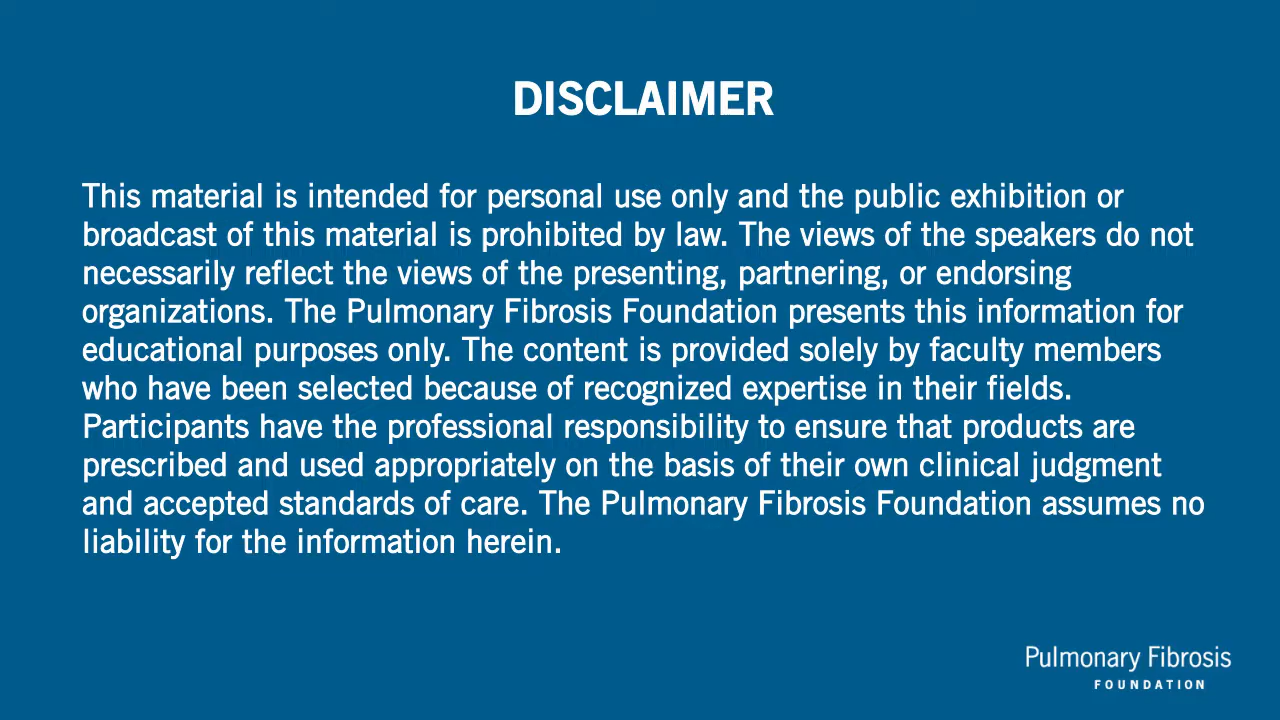 DISCLAIMER
This material is intended for personal use only and the public exhibition or
broadcast of this material is prohibited by law. The views of the speakers do not
necessarily reflect the views of the presenting, partnering, or endorsing
organizations. The Pulmonary Fibrosis Foundation presents this information for
educational purposes only. The content is provided solely by faculty members
who have been selected because of recognized expertise in their fields.
Participants have the professional responsibility to ensure that products are
prescribed and used appropriately on the basis of their own clinical judgment
and accepted standards of care. The Pulmonary Fibrosis Foundation assumes no
liability for the information herein.
Pulmonary Fibrosis
FOUNDATION